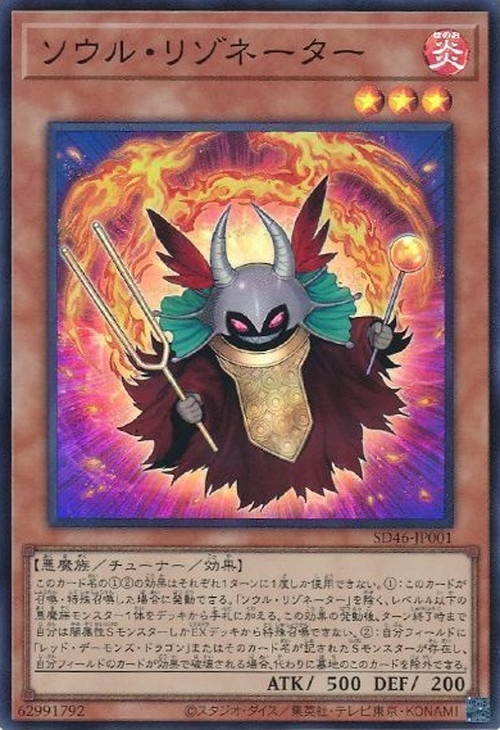 ソウル・リゾネーター
炎
SD46-JP001
【悪魔族/チューナー/効果】
このカード名の①②の効果はそれぞれ1ターンに1度しか使用できない。①:このカードが
召喚・特殊召喚した場合に発動できる。「ソウル・リゾネーター」を除く、レベル4以下の
悪魔族モンスター1体をデッキから手札に加える。この効果の発動後、ターン終了時まで
自分は闇属性SモンスターしかEXデッキから特殊召喚できない。②:自分フィールドに
「レッド・デーモンズ・ドラゴン」またはそのカード名が記されたSモンスターが存在し、
自分フィールドのカードが効果で破壊される場合、代わりに墓地のこのカードを除外できる。
ATK/ 500 DEF/ 200
62991792
©スタジオ・ダイス/集英社・テレビ東京・KONAMI